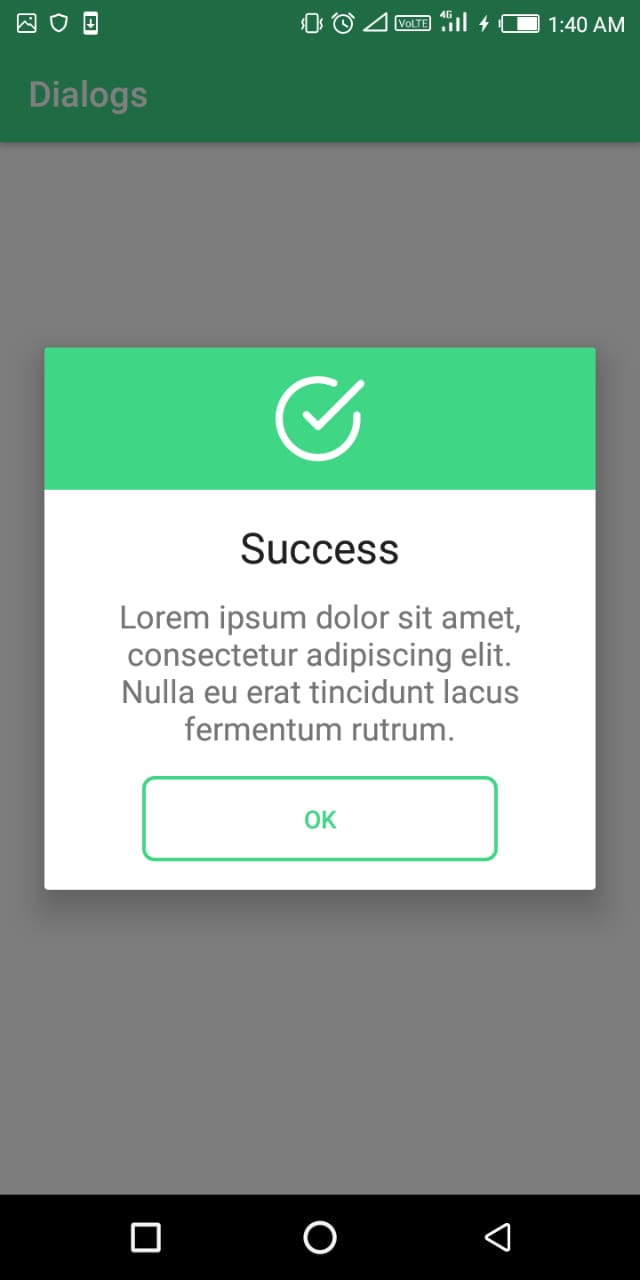 VoLTE 4G 1:40 AM
Dialogs
Success
Lorem ipsum dolor sit amet,
consectetur adipiscing elit.
Nulla eu erat tincidunt lacus
fermentum rutrum.
OK